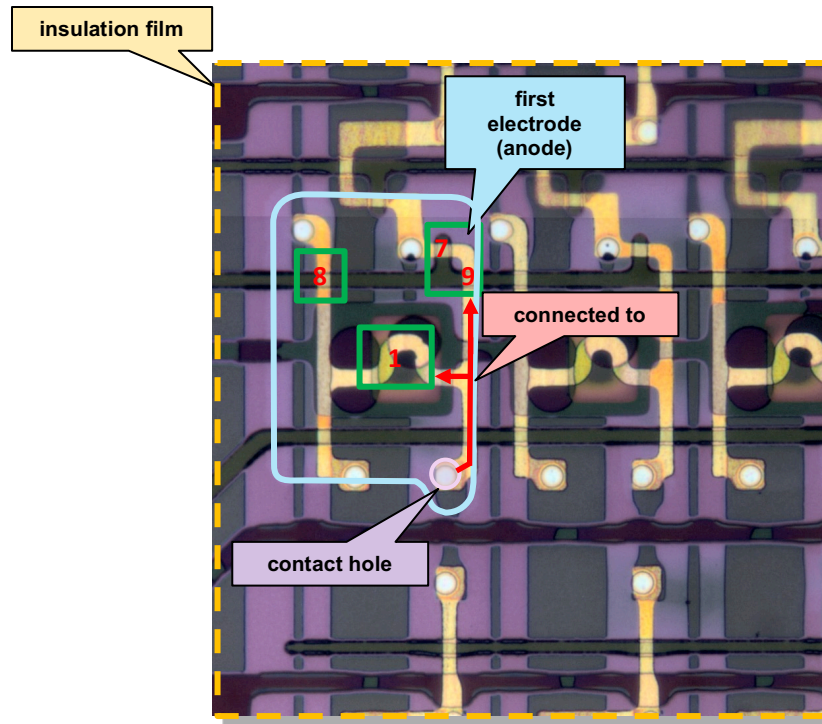 insulation film
first
electrode
(anode)
7
8
9
connected to
1
contact hole